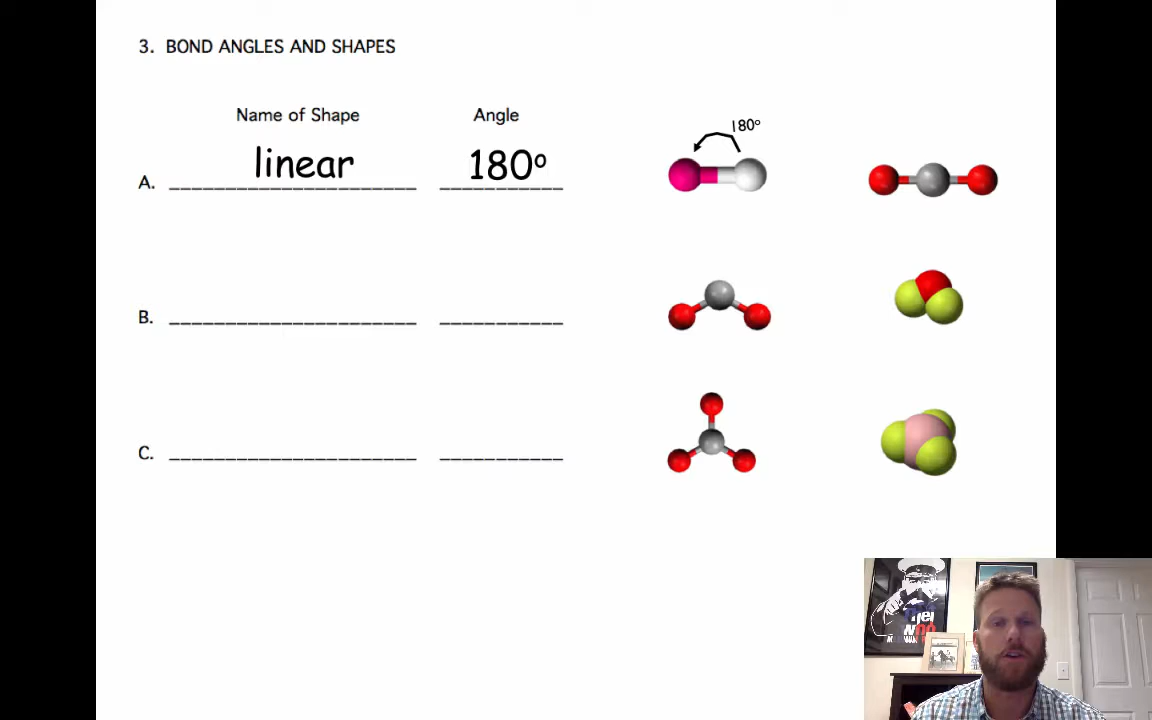 3. BOND ANGLES AND SHAPES
Name of Shape Angle
180º
A. linear 180º
B.
C.